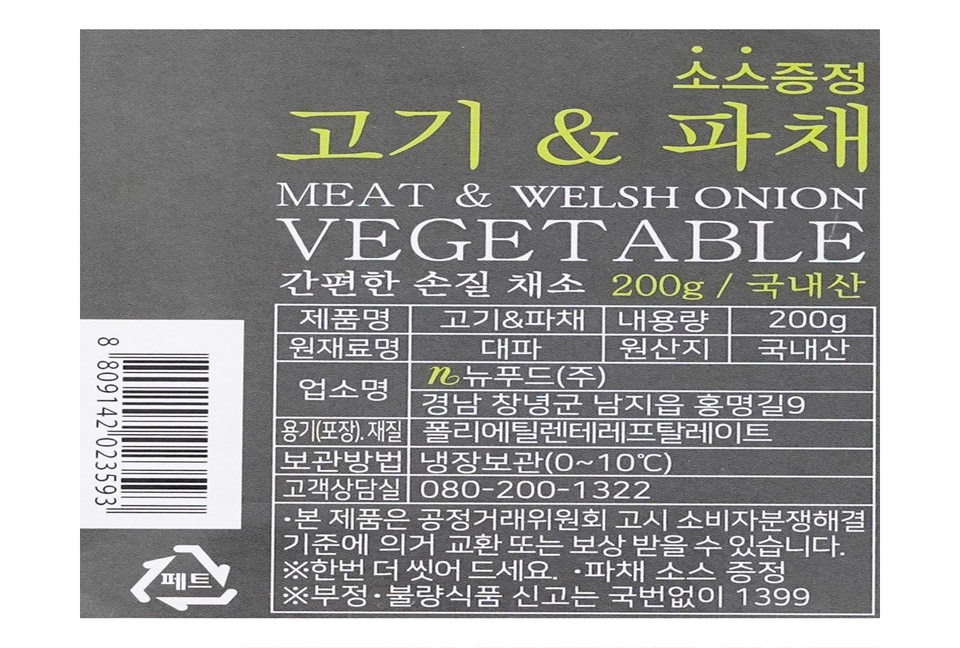 소스증정
고기 & 파채
MEAT & WELSH ONION
VEGETABLE
간편한 손질 채소 200g / 국내산
제품명 고기&파채 내용량 200g
원재료명 대파 원산지 국내산
업소명 n 뉴푸드(주)
경남 창녕군 남지읍 홍명길9
용기(포장).재질 폴리에틸렌테레프탈레이트
보관방법 냉장보관(0~10℃)
고객상담실 080-200-1322
·본 제품은 공정거래위원회 고시 소비자분쟁해결
기준에 의거 교환 또는 보상 받을 수 있습니다.
※한번 더 씻어 드세요. ·파채 소스 증정
※부정·불량식품 신고는 국번없이 1399
8 809142 023593
페트